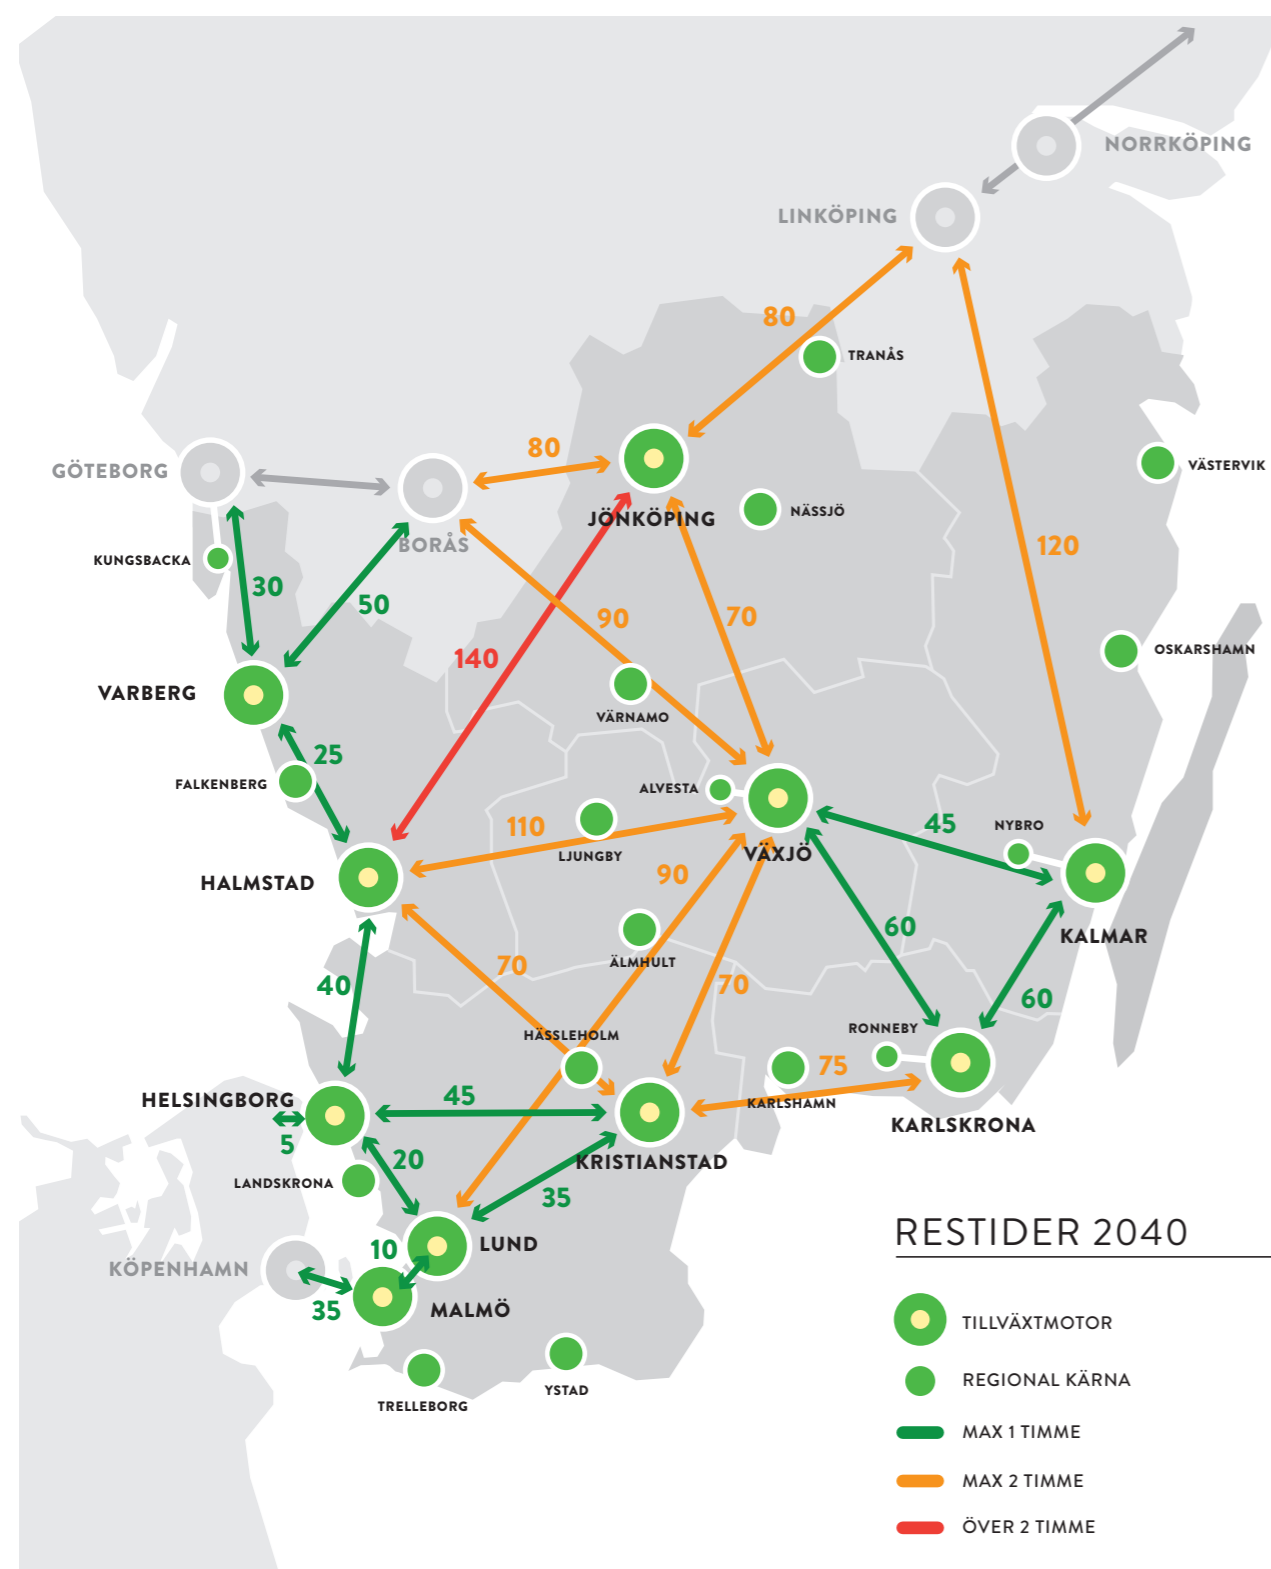 NORRKÖPING
LINKÖPING
80
TRANÅS
80
GÖTEBORG
VÄSTERVIK
NÄSSJÖ
JÖNKÖPING
BORÅS
120
KUNGSBACKA
30
50
90
70
140
OSKARSHAMN
VARBERG
VÄRNAMO
25
FALKENBERG
ALVESTA
110
45
NYBRO
LJUNGBY
VÄXJÖ
HALMSTAD
90
60
KALMAR
ÄLMHULT
70
40
70
60
HÄSSLEHOLM
RONNEBY
75
HELSINGBORG
45
KARLSHAMN
KARLSKRONA
5
20
KRISTIANSTAD
LANDSKRONA
35
LUND
10
KÖPENHAMN
35
MALMÖ
YSTAD
TRELLEBORG
RESTIDER 2040
TILLVÄXTMOTOR
REGIONAL KÄRNA
MAX 1 TIMME
MAX 2 TIMME
ÖVER 2 TIMME